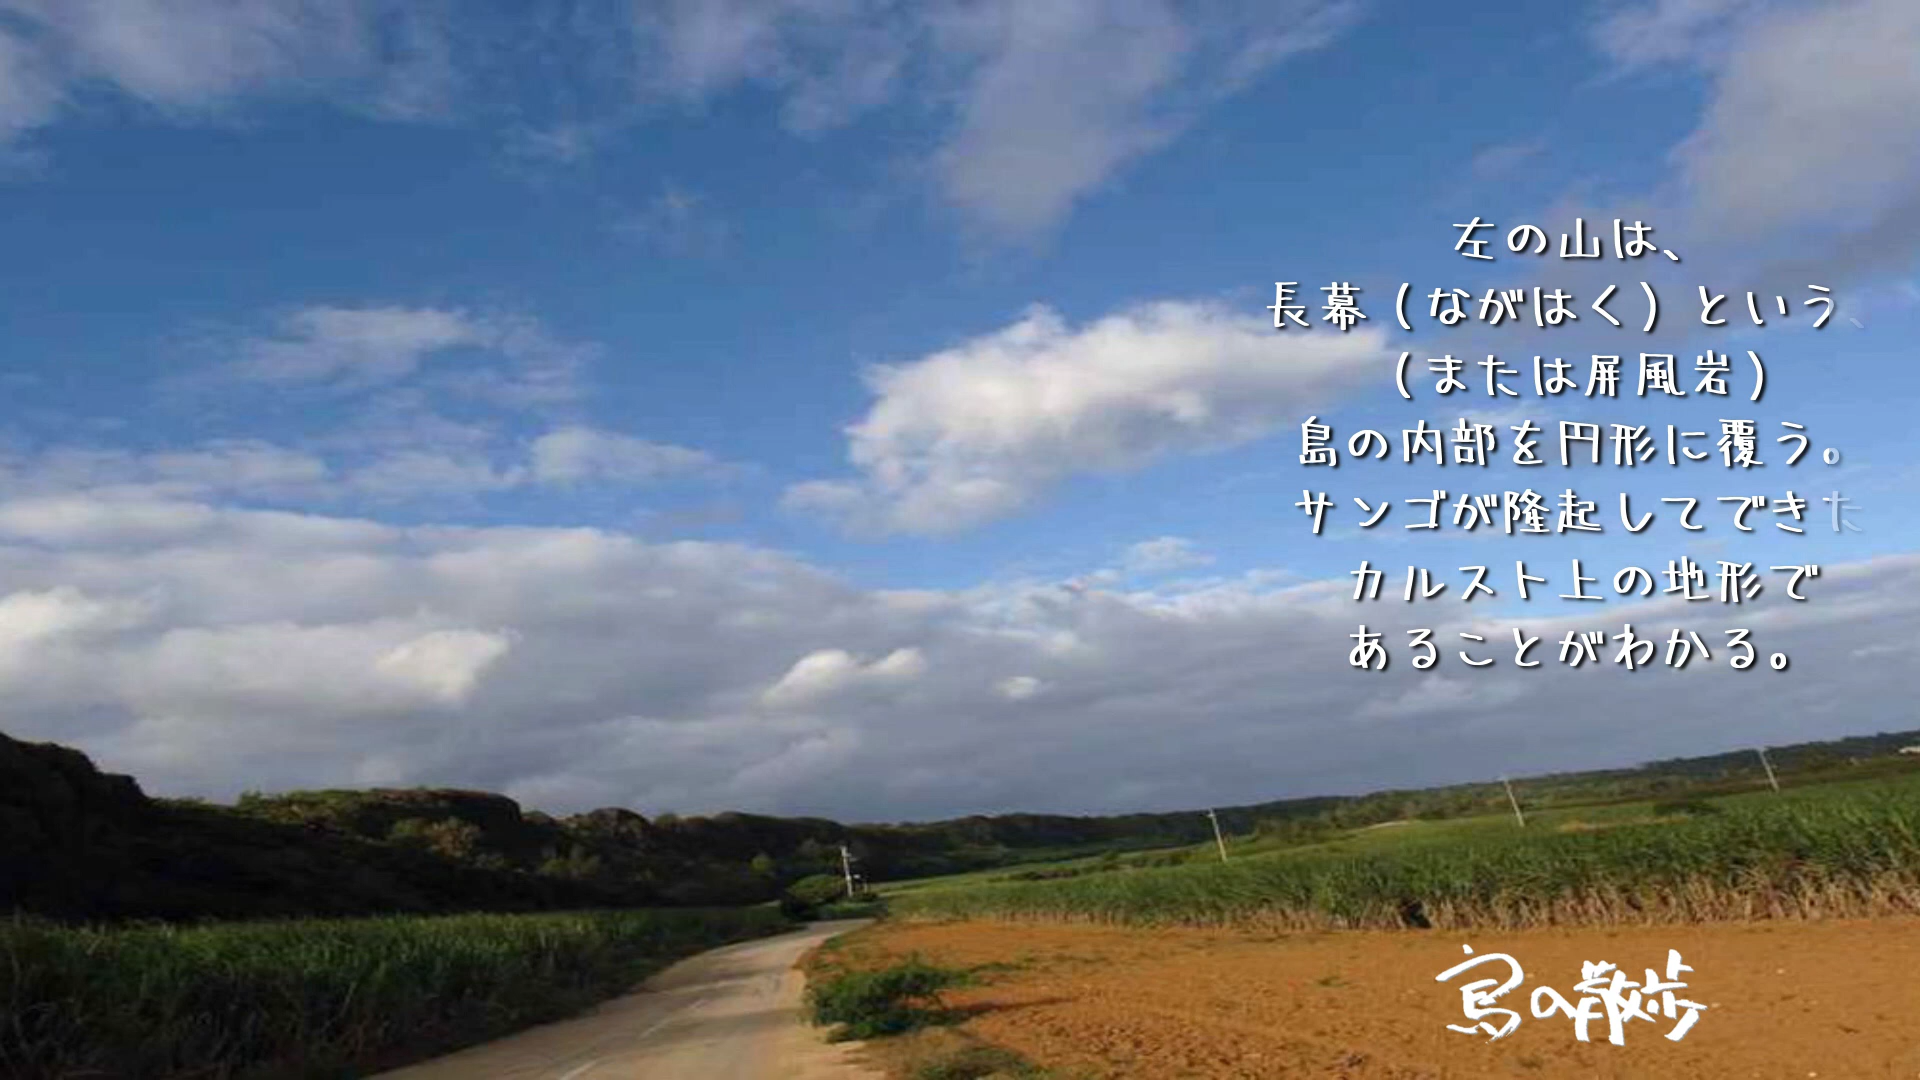 左の山は、
長幕（ながはく）という、
（または屏風岩）
島の内部を円形に覆う。
サンゴが隆起してできた
カルスト上の地形で
あることがわかる。
島の散歩